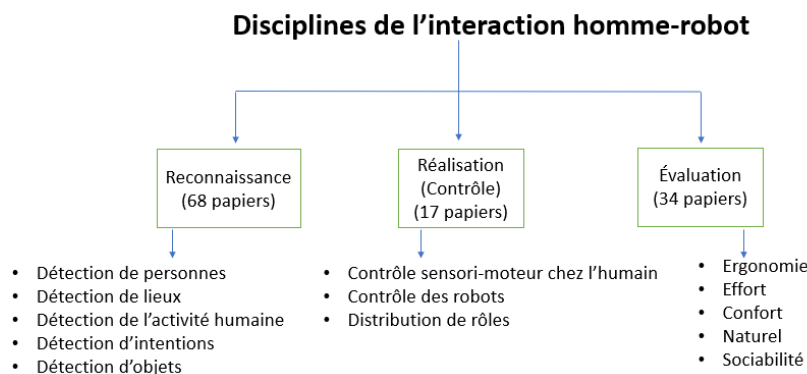 Disciplines de l'interaction homme-robot
Reconnaissance
(68 papiers)
Réalisation
(Contrôle)
(17 papiers)
Évaluation
(34 papiers)
• Détection de personnes
• Détection de lieux
• Détection de l'activité humaine
• Détection d'intentions
• Détection d'objets
• Contrôle sensori-moteur chez l'humain
• Contrôle des robots
• Distribution de rôles
• Ergonomie
• Effort
• Confort
• Naturel
• Sociabilité